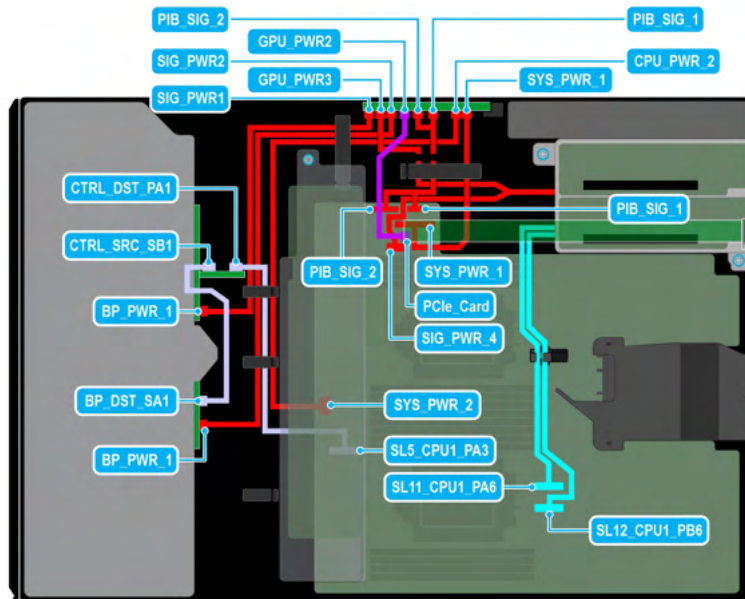 PIB_SIG_2
PIB_SIG_1
GPU_PWR2
SIG_PWR2
CPU_PWR_2
GPU_PWR3
SYS_PWR_1
SIG_PWR1
CTRL_DST_PA1
PIB_SIG_1
CTRL_SRC_SB1
PIB_SIG_2
SYS_PWR_1
BP_PWR_1
PCIe_Card
SIG_PWR_4
BP_DST_SA1
SYS_PWR_2
BP_PWR_1
SL5_CPU1_PA3
SL11_CPU1_PA6
SL12_CPU1_PB6